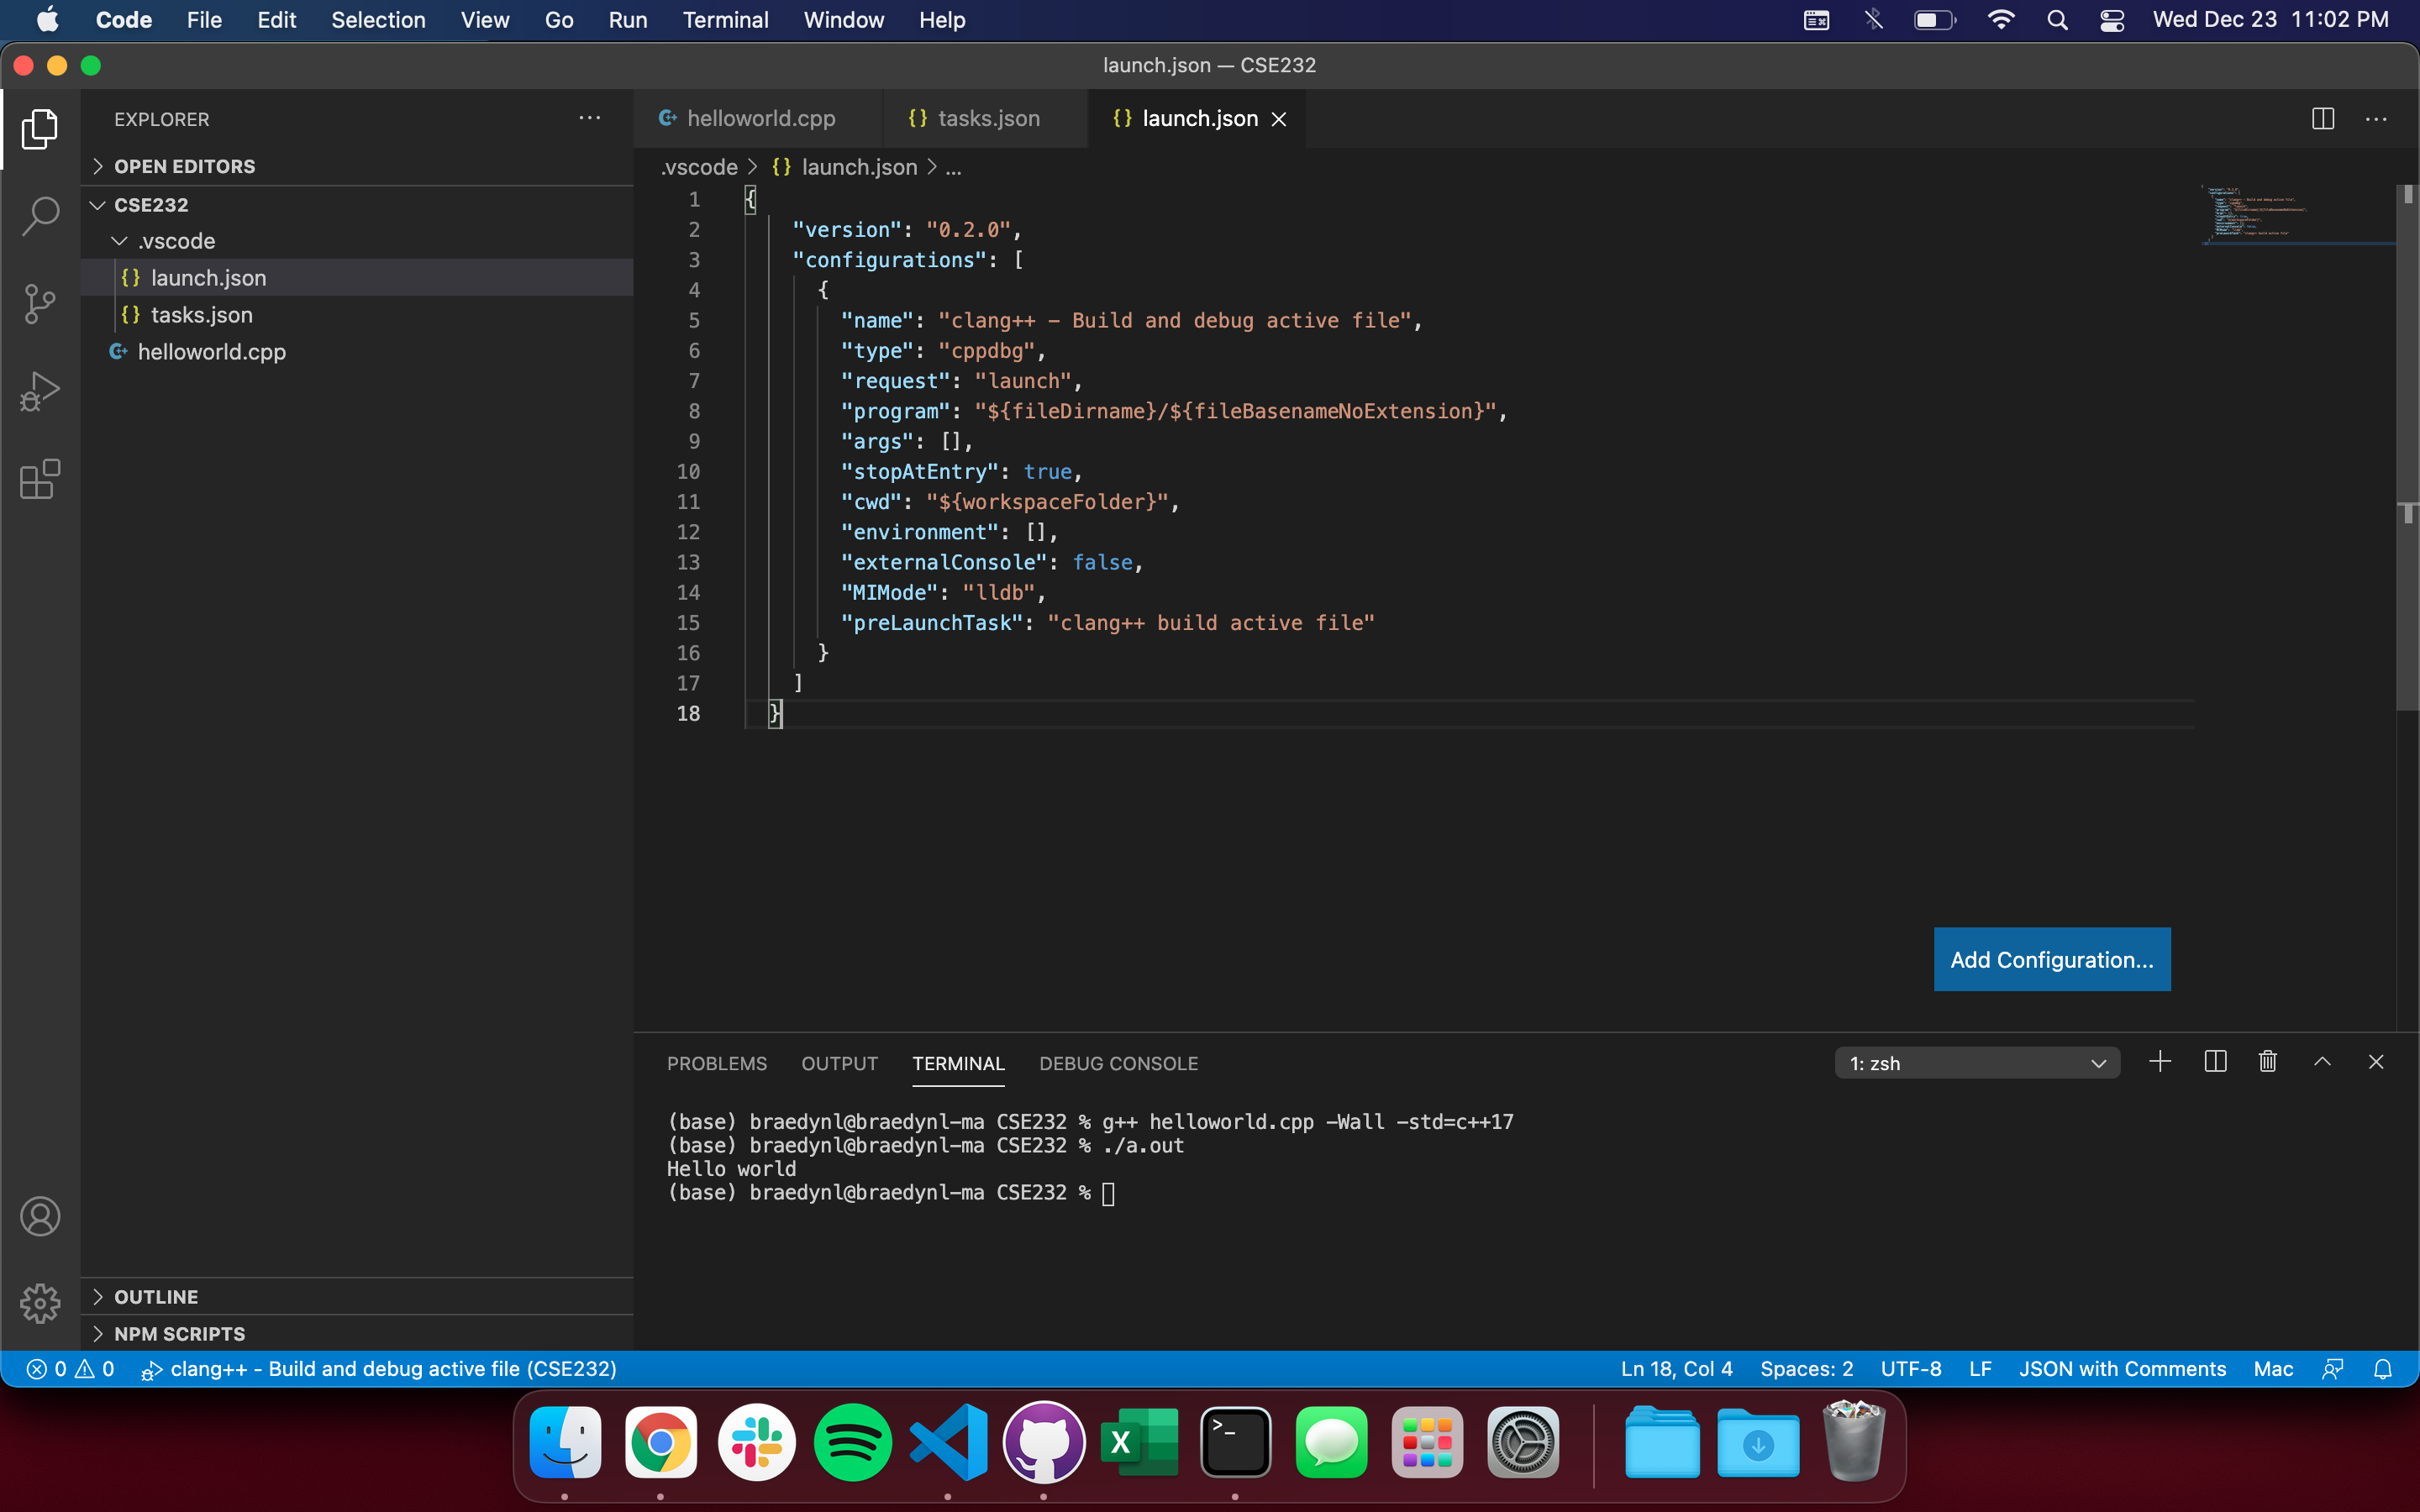 Code File Edit Selection View Go Run Terminal Window Help Wed Dec 23 11:02 PM
launch.json — CSE232
EXPLORER
OPEN EDITORS
CSE232
.vscode
launch.json
tasks.json
helloworld.cpp
OUTLINE
NPM SCRIPTS
helloworld.cpp {} tasks.json {} launch.json
.vscode > {} launch.json > ...
1 {
2 "version": "0.2.0",
3 "configurations": [
4 {
5 "name": "clang++ - Build and debug active file",
6 "type": "cppdbg",
7 "request": "launch",
8 "program": "${fileDirname}/${fileBasenameNoExtension}",
9 "args": [],
10 "stopAtEntry": true,
11 "cwd": "${workspaceFolder}",
12 "environment": [],
13 "externalConsole": false,
14 "MIMode": "lldb",
15 "preLaunchTask": "clang++ build active file"
16 }
17 ]
18 }
Add Configuration...
PROBLEMS OUTPUT TERMINAL DEBUG CONSOLE 1: zsh
(base) braedynl@braedynl-ma CSE232 % g++ helloworld.cpp -Wall -std=c++17
(base) braedynl@braedynl-ma CSE232 % ./a.out
Hello world
(base) braedynl@braedynl-ma CSE232 %
0 0 clang++ - Build and debug active file (CSE232) Ln 18, Col 4 Spaces: 2 UTF-8 LF JSON with Comments Mac